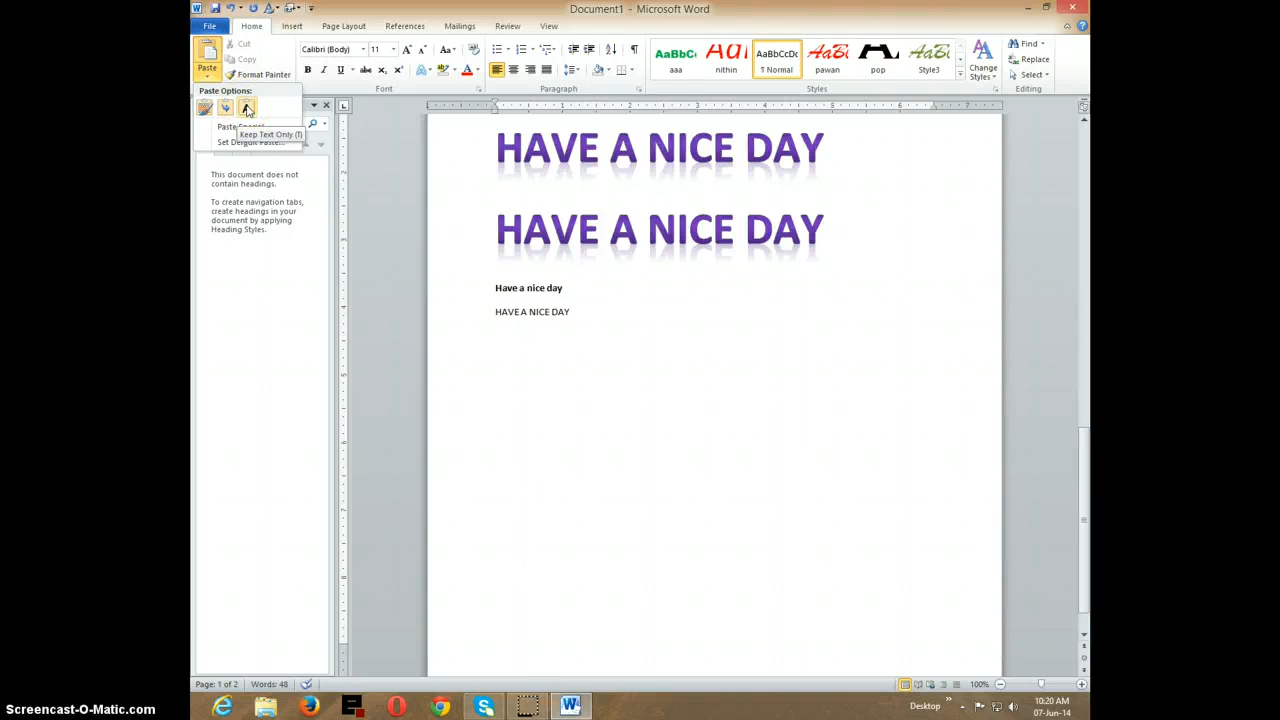 Document1 - Microsoft Word
File Home Insert Page Layout References Mailings Review View
Paste
Cut
Copy
Format Painter
Calibri (Body) 11
Font
Paragraph
AaBbC aaa
nithin
AaBbCcDc ¶ Normal
AaBb pawan
pop
AaBbC Style3
Change Styles
Styles
Find
Replace
Select
Editing
Paste Options:
Paste
Keep Text Only (T)
This document does not
contain headings.
To create navigation tabs,
create headings in your
document by applying
Heading Styles.
HAVE A NICE DAY
HAVE A NICE DAY
Have a nice day
HAVE A NICE DAY
Page: 1 of 2 Words: 48
100%
Desktop
10:20 AM
07-Jun-14
Screencast-O-Matic.com